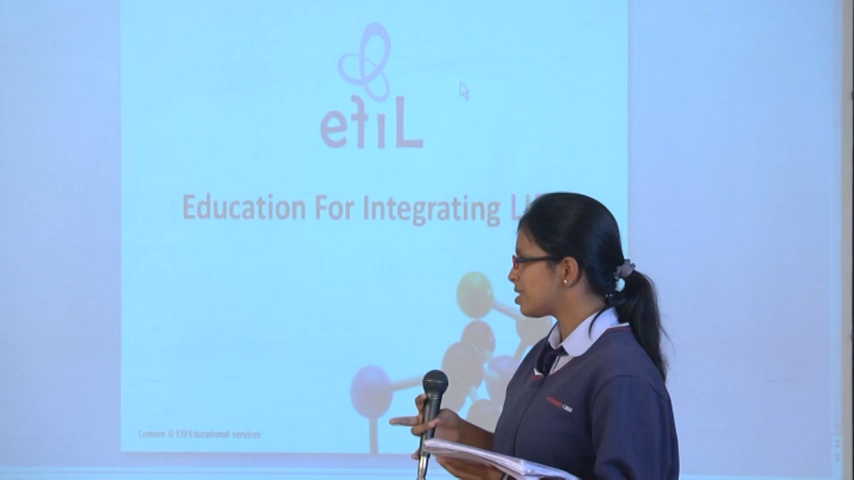 efiL
Education For Integrating
Content © Efil Educational services